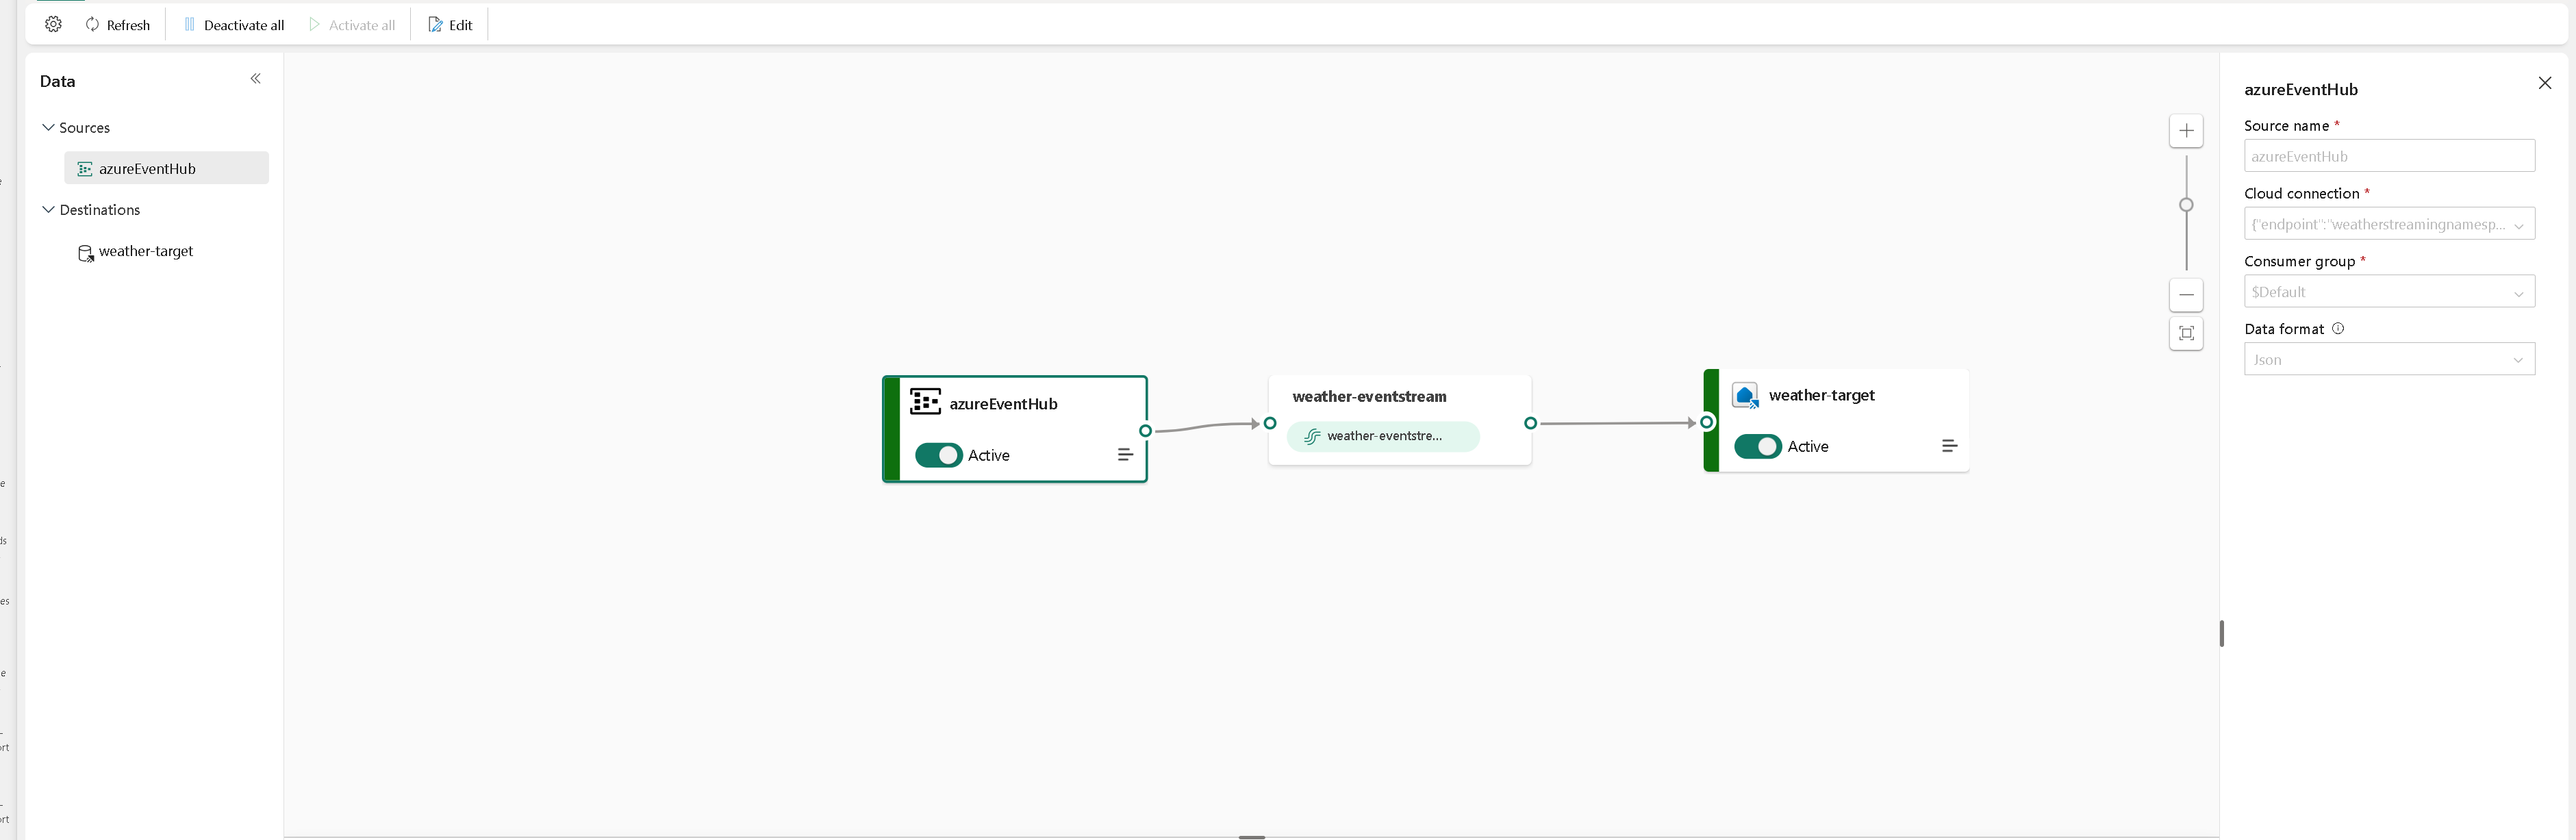 Refresh
Deactivate all
Activate all
Edit
Data
Sources
azureEventHub
Destinations
weather-target
azureEventHub
Active
weather-eventstream
weather-eventstre...
weather-target
Active
azureEventHub
Source name *
azureEventHub
Cloud connection *
{"endpoint":"weatherstreamingnamesp...
Consumer group *
$Default
Data format
Json